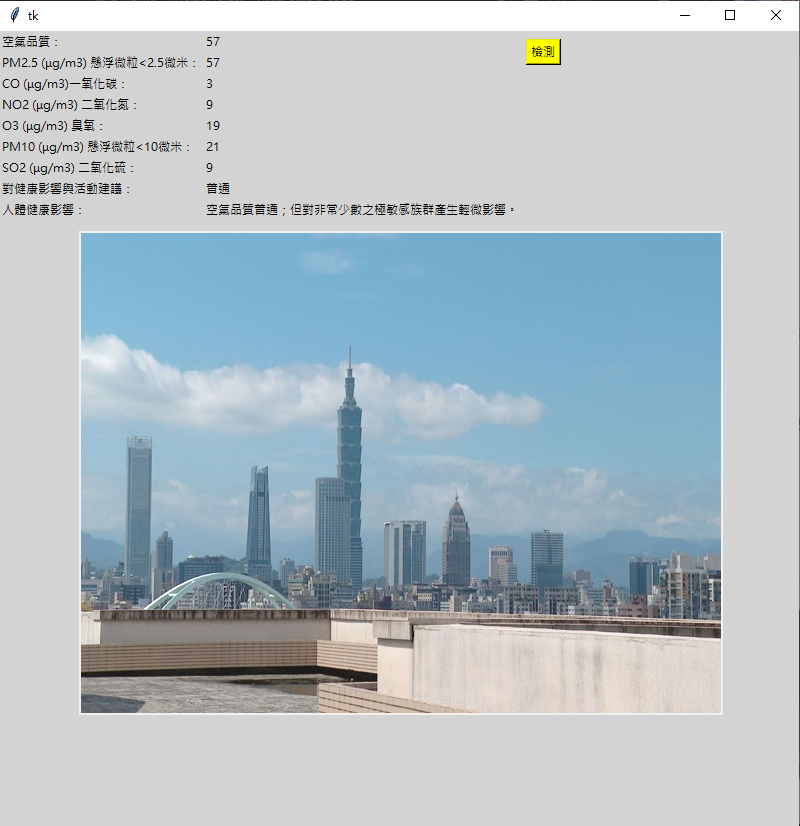 tk
空氣品質： 57
檢測
PM2.5 (μg/m3) 懸浮微粒<2.5微米： 57
CO (μg/m3)一氧化碳： 3
NO2 (μg/m3) 二氧化氮： 9
O3 (μg/m3) 臭氧： 19
PM10 (μg/m3) 懸浮微粒<10微米： 21
SO2 (μg/m3) 二氧化硫： 9
對健康影響與活動建議： 普通
人體健康影響： 空氣品質普通；但對非常少數之極敏感族群產生輕微影響。